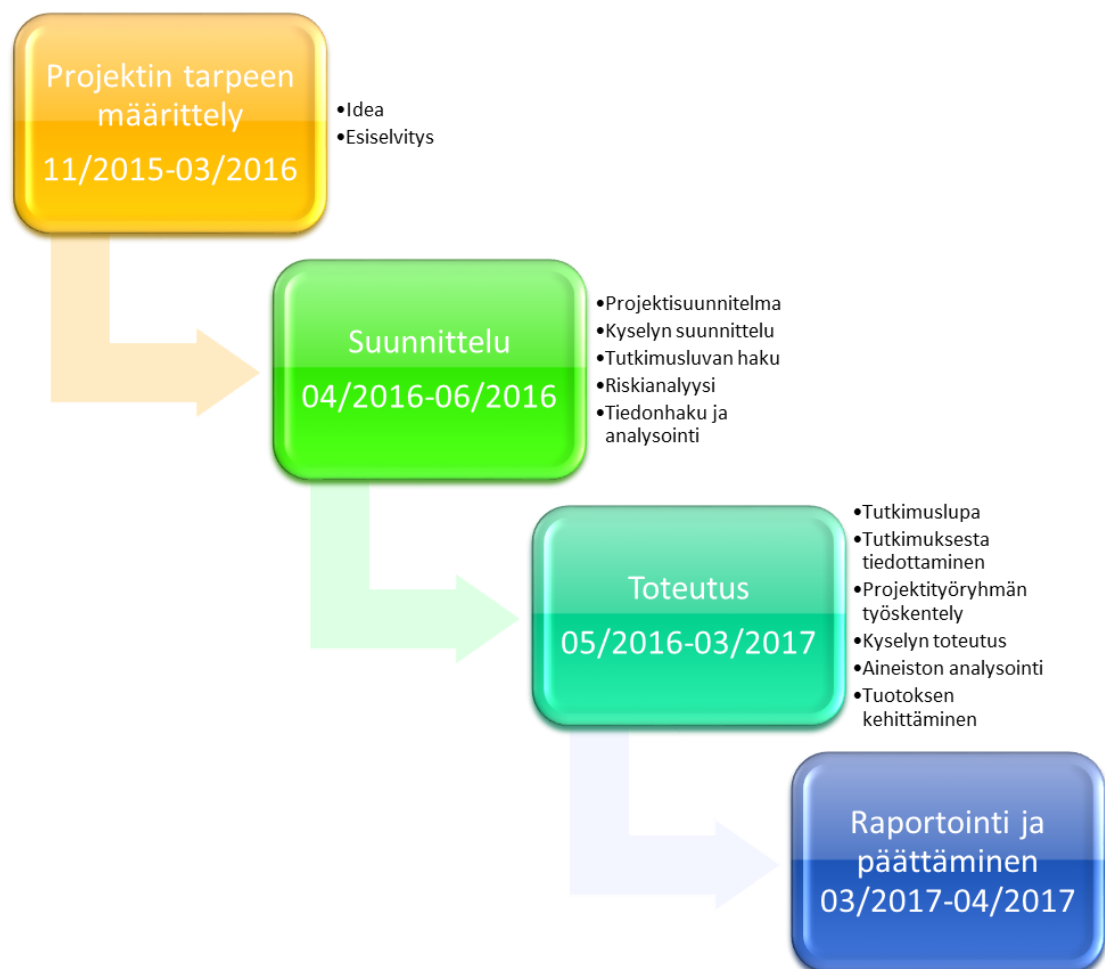 Projektin tarpeen
määrittely
11/2015-03/2016
•Idea
•Esiselvitys
Suunnittelu
04/2016-06/2016
•Projektisuunnitelma
•Kyselyn suunnittelu
•Tutkimusluvan haku
•Riskianalyysi
•Tiedonhaku ja
analysointi
Toteutus
05/2016-03/2017
•Tutkimuslupa
•Tutkimuksesta
tiedottaminen
•Projektityöryhmän
työskentely
•Kyselyn toteutus
•Aineiston analysointi
•Tuotoksen
kehittäminen
Raportointi ja
päättäminen
03/2017-04/2017